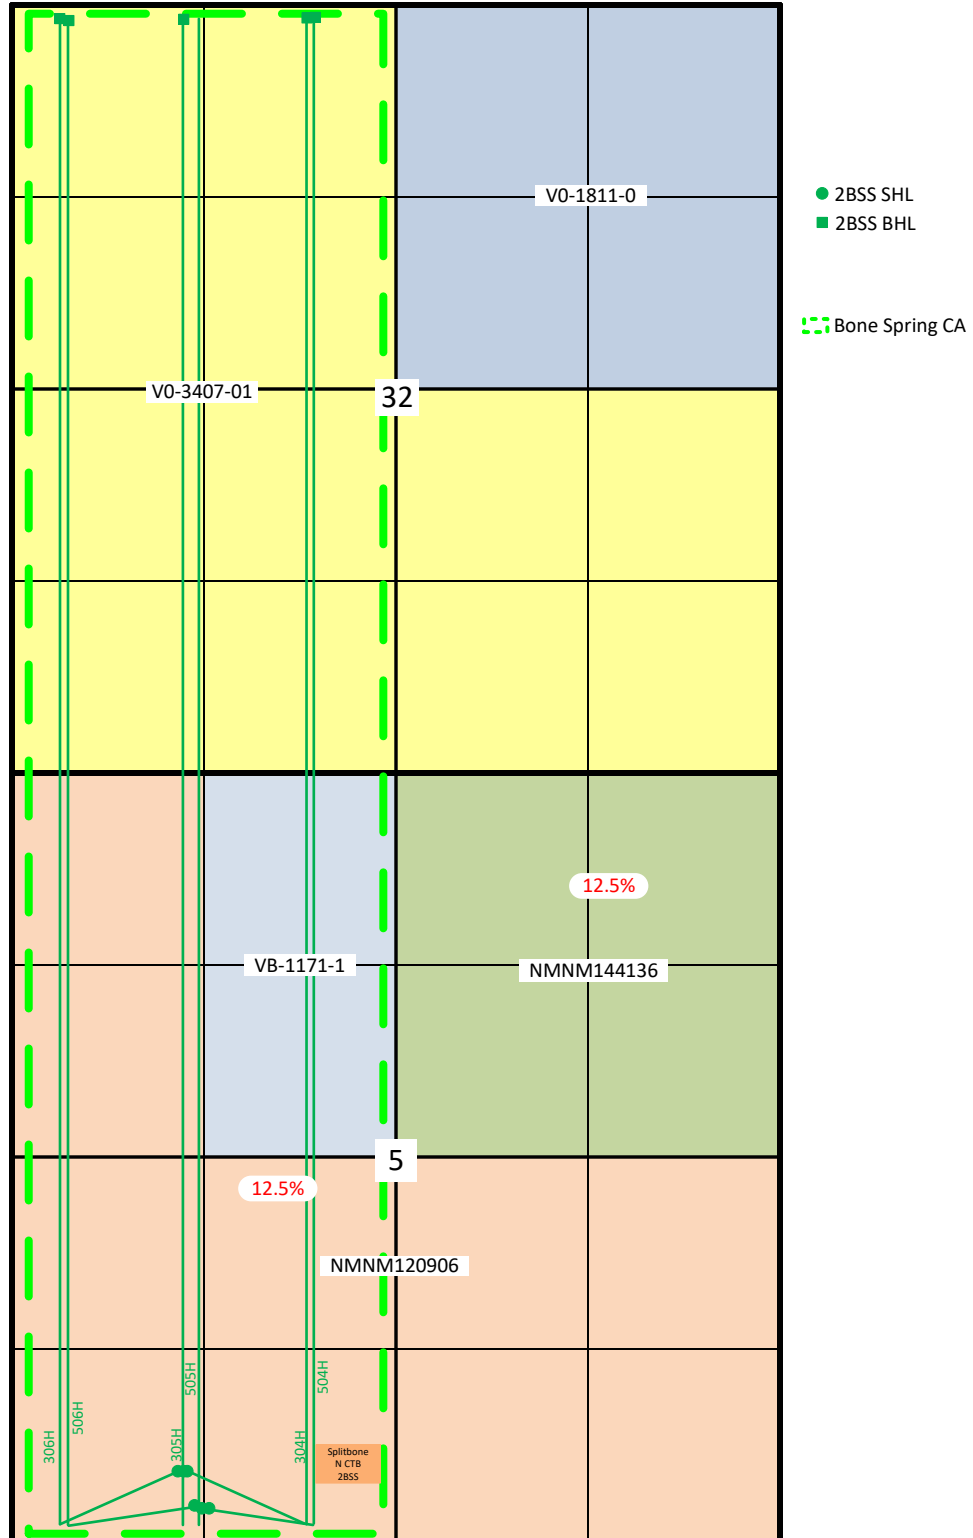 V0-1811-0
2BSS SHL
2BSS BHL
Bone Spring CA
V0-3407-01
32
12.5%
VB-1171-1
NMNM144136
5
12.5%
NMNM120906
306H
506H
305H
505H
304H
504H
Splitbone
N CTB
2BSS